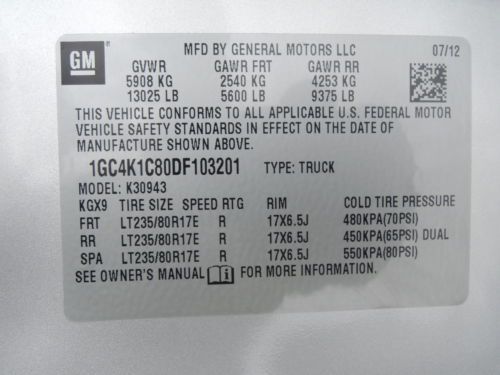 GM
MFD BY GENERAL MOTORS LLC 07/12
GVWR GAWR FRT GAWR RR
5908 KG 2540 KG 4253 KG
13025 LB 5600 LB 9375 LB
THIS VEHICLE CONFORMS TO ALL APPLICABLE U.S. FEDERAL MOTOR
VEHICLE SAFETY STANDARDS IN EFFECT ON THE DATE OF
MANUFACTURE SHOWN ABOVE.
1GC4K1C80DF103201 TYPE: TRUCK
MODEL: K30943
KGX9 TIRE SIZE SPEED RTG RIM COLD TIRE PRESSURE
FRT LT235/80R17E R 17X6.5J 480KPA(70PSI)
RR LT235/80R17E R 17X6.5J 450KPA(65PSI) DUAL
SPA LT235/80R17E R 17X6.5J 550KPA(80PSI)
SEE OWNER'S MANUAL FOR MORE INFORMATION.